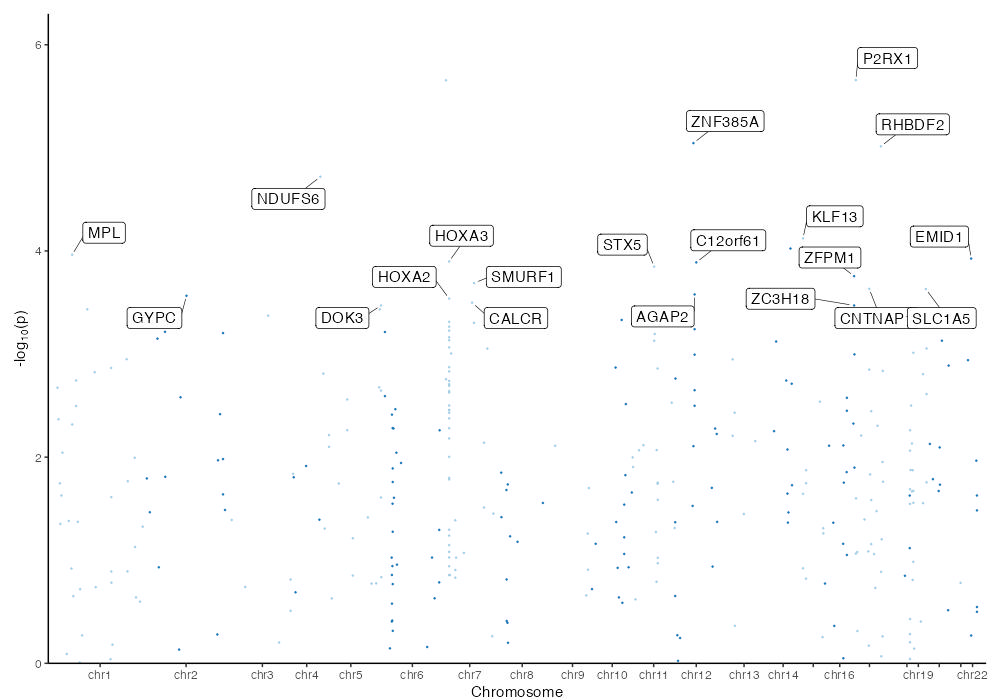 6
P2RX1
ZNF385A
RHBDF2
NDUFS6
KLF13
MPL
HOXA3
C12orf61
EMID1
STX5
4
ZFPM1
HOXA2
SMURF1
ZC3H18
GYPC
DOK3
CALCR
AGAP2
CNTNAP
SLC1A5
-log10(p)
2
0
chr1 chr2 chr3 chr4 chr5 chr6 chr7 chr8 chr9 chr10 chr11 chr12 chr13 chr14 chr16 chr19 chr22
Chromosome